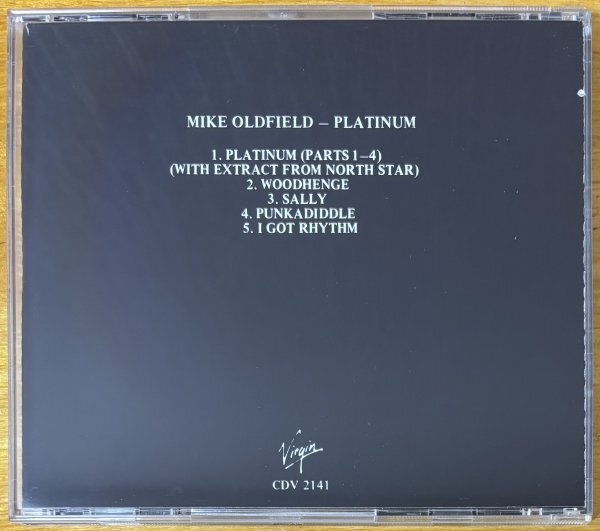 MIKE OLDFIELD – PLATINUM
1. PLATINUM (PARTS 1–4)
(WITH EXTRACT FROM NORTH STAR)
2. WOODHENGE
3. SALLY
4. PUNKADIDDLE
5. I GOT RHYTHM
Virgin
CDV 2141